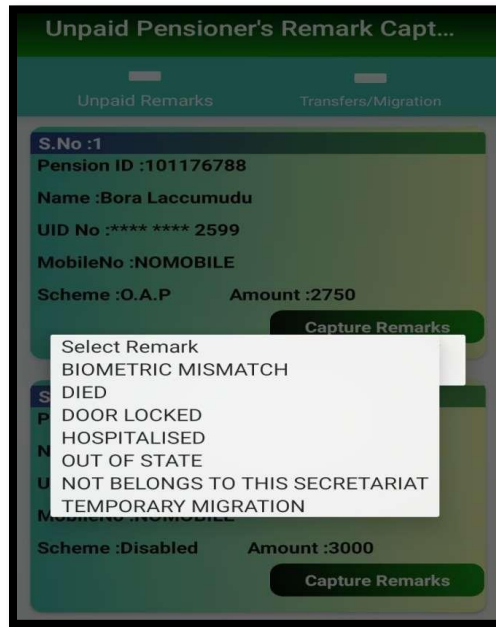 Unpaid Pensioner's Remark Capt...
Unpaid Remarks Transfers/Migration
S.No :1
Pension ID :101176788
Name :Bora Laccumudu
UID No :**** **** 2599
MobileNo :NOMOBILE
Scheme :O.A.P Amount :2750
Capture Remarks
Select Remark
BIOMETRIC MISMATCH
DIED
DOOR LOCKED
HOSPITALISED
OUT OF STATE
NOT BELONGS TO THIS SECRETARIAT
TEMPORARY MIGRATION
MobileNo :NOMOBILE
Scheme :Disabled Amount :3000
Capture Remarks